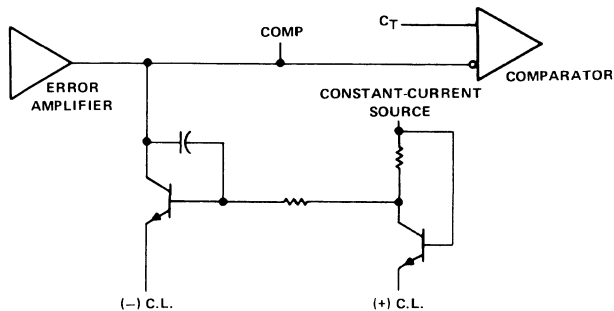 COMP
CT
ERROR
AMPLIFIER
COMPARATOR
CONSTANT-CURRENT
SOURCE
(−) C.L.
(+) C.L.